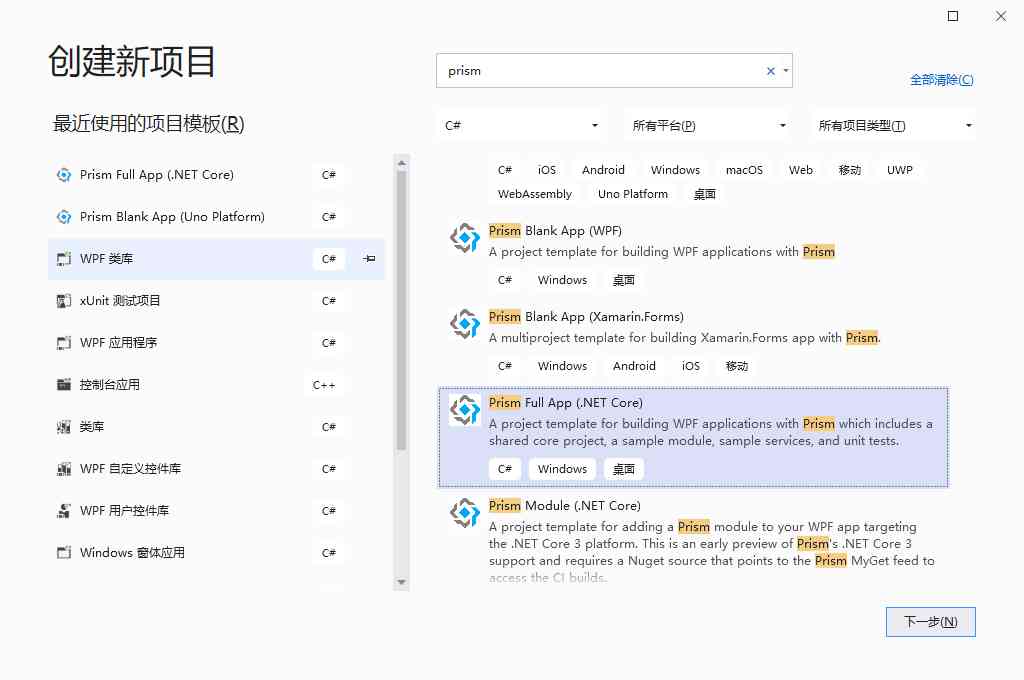 创建新项目
prism
全部清除(C)
最近使用的项目模板(R)
C#
所有平台(P)
所有项目类型(T)
Prism Full App (.NET Core) C#
Prism Blank App (Uno Platform) C#
WPF 类库 C#
xUnit 测试项目 C#
WPF 应用程序 C#
控制台应用 C++
类库 C#
WPF 自定义控件库 C#
WPF 用户控件库 C#
Windows 窗体应用 C#
C# iOS Android Windows macOS Web 移动 UWP
WebAssembly Uno Platform 桌面
Prism Blank App (WPF)
A project template for building WPF applications with Prism
C# Windows 桌面
Prism Blank App (Xamarin.Forms)
A multiproject template for building Xamarin.Forms app with Prism.
C# Windows Android iOS 移动
Prism Full App (.NET Core)
A project template for building WPF applications with Prism which includes a
shared core project, a sample module, sample services, and unit tests.
C# Windows 桌面
Prism Module (.NET Core)
A project template for adding a Prism module to your WPF app targeting
the .NET Core 3 platform. This is an early preview of Prism's .NET Core 3
support and requires a Nuget source that points to the Prism MyGet feed to
access the CI builds.
下一步(N)